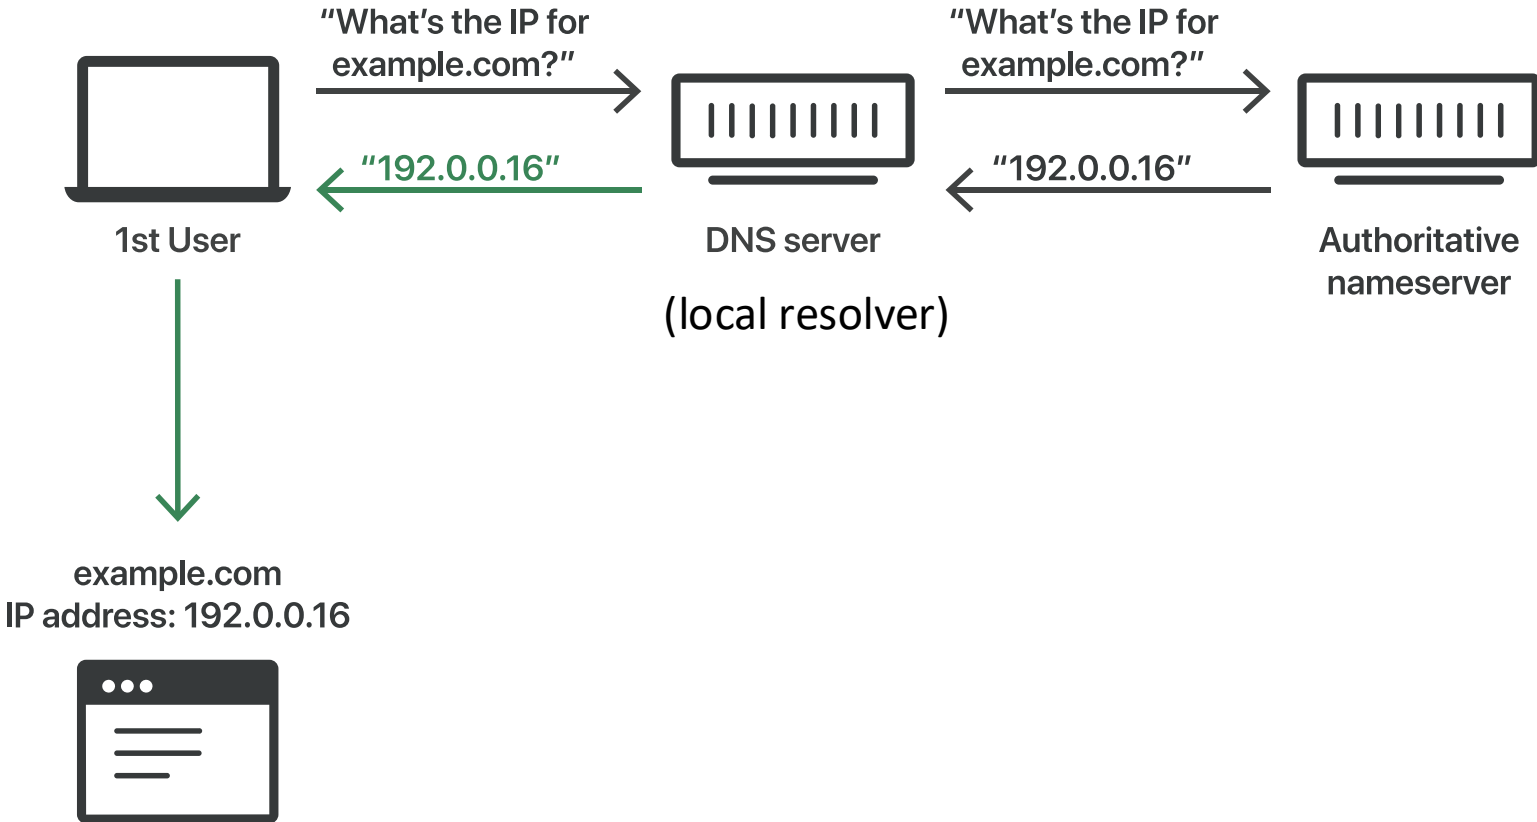 “What’s the IP for
example.com?”
“What’s the IP for
example.com?”
“192.0.0.16”
“192.0.0.16”
1st User
DNS server
Authoritative
nameserver
(local resolver)
example.com
IP address: 192.0.0.16